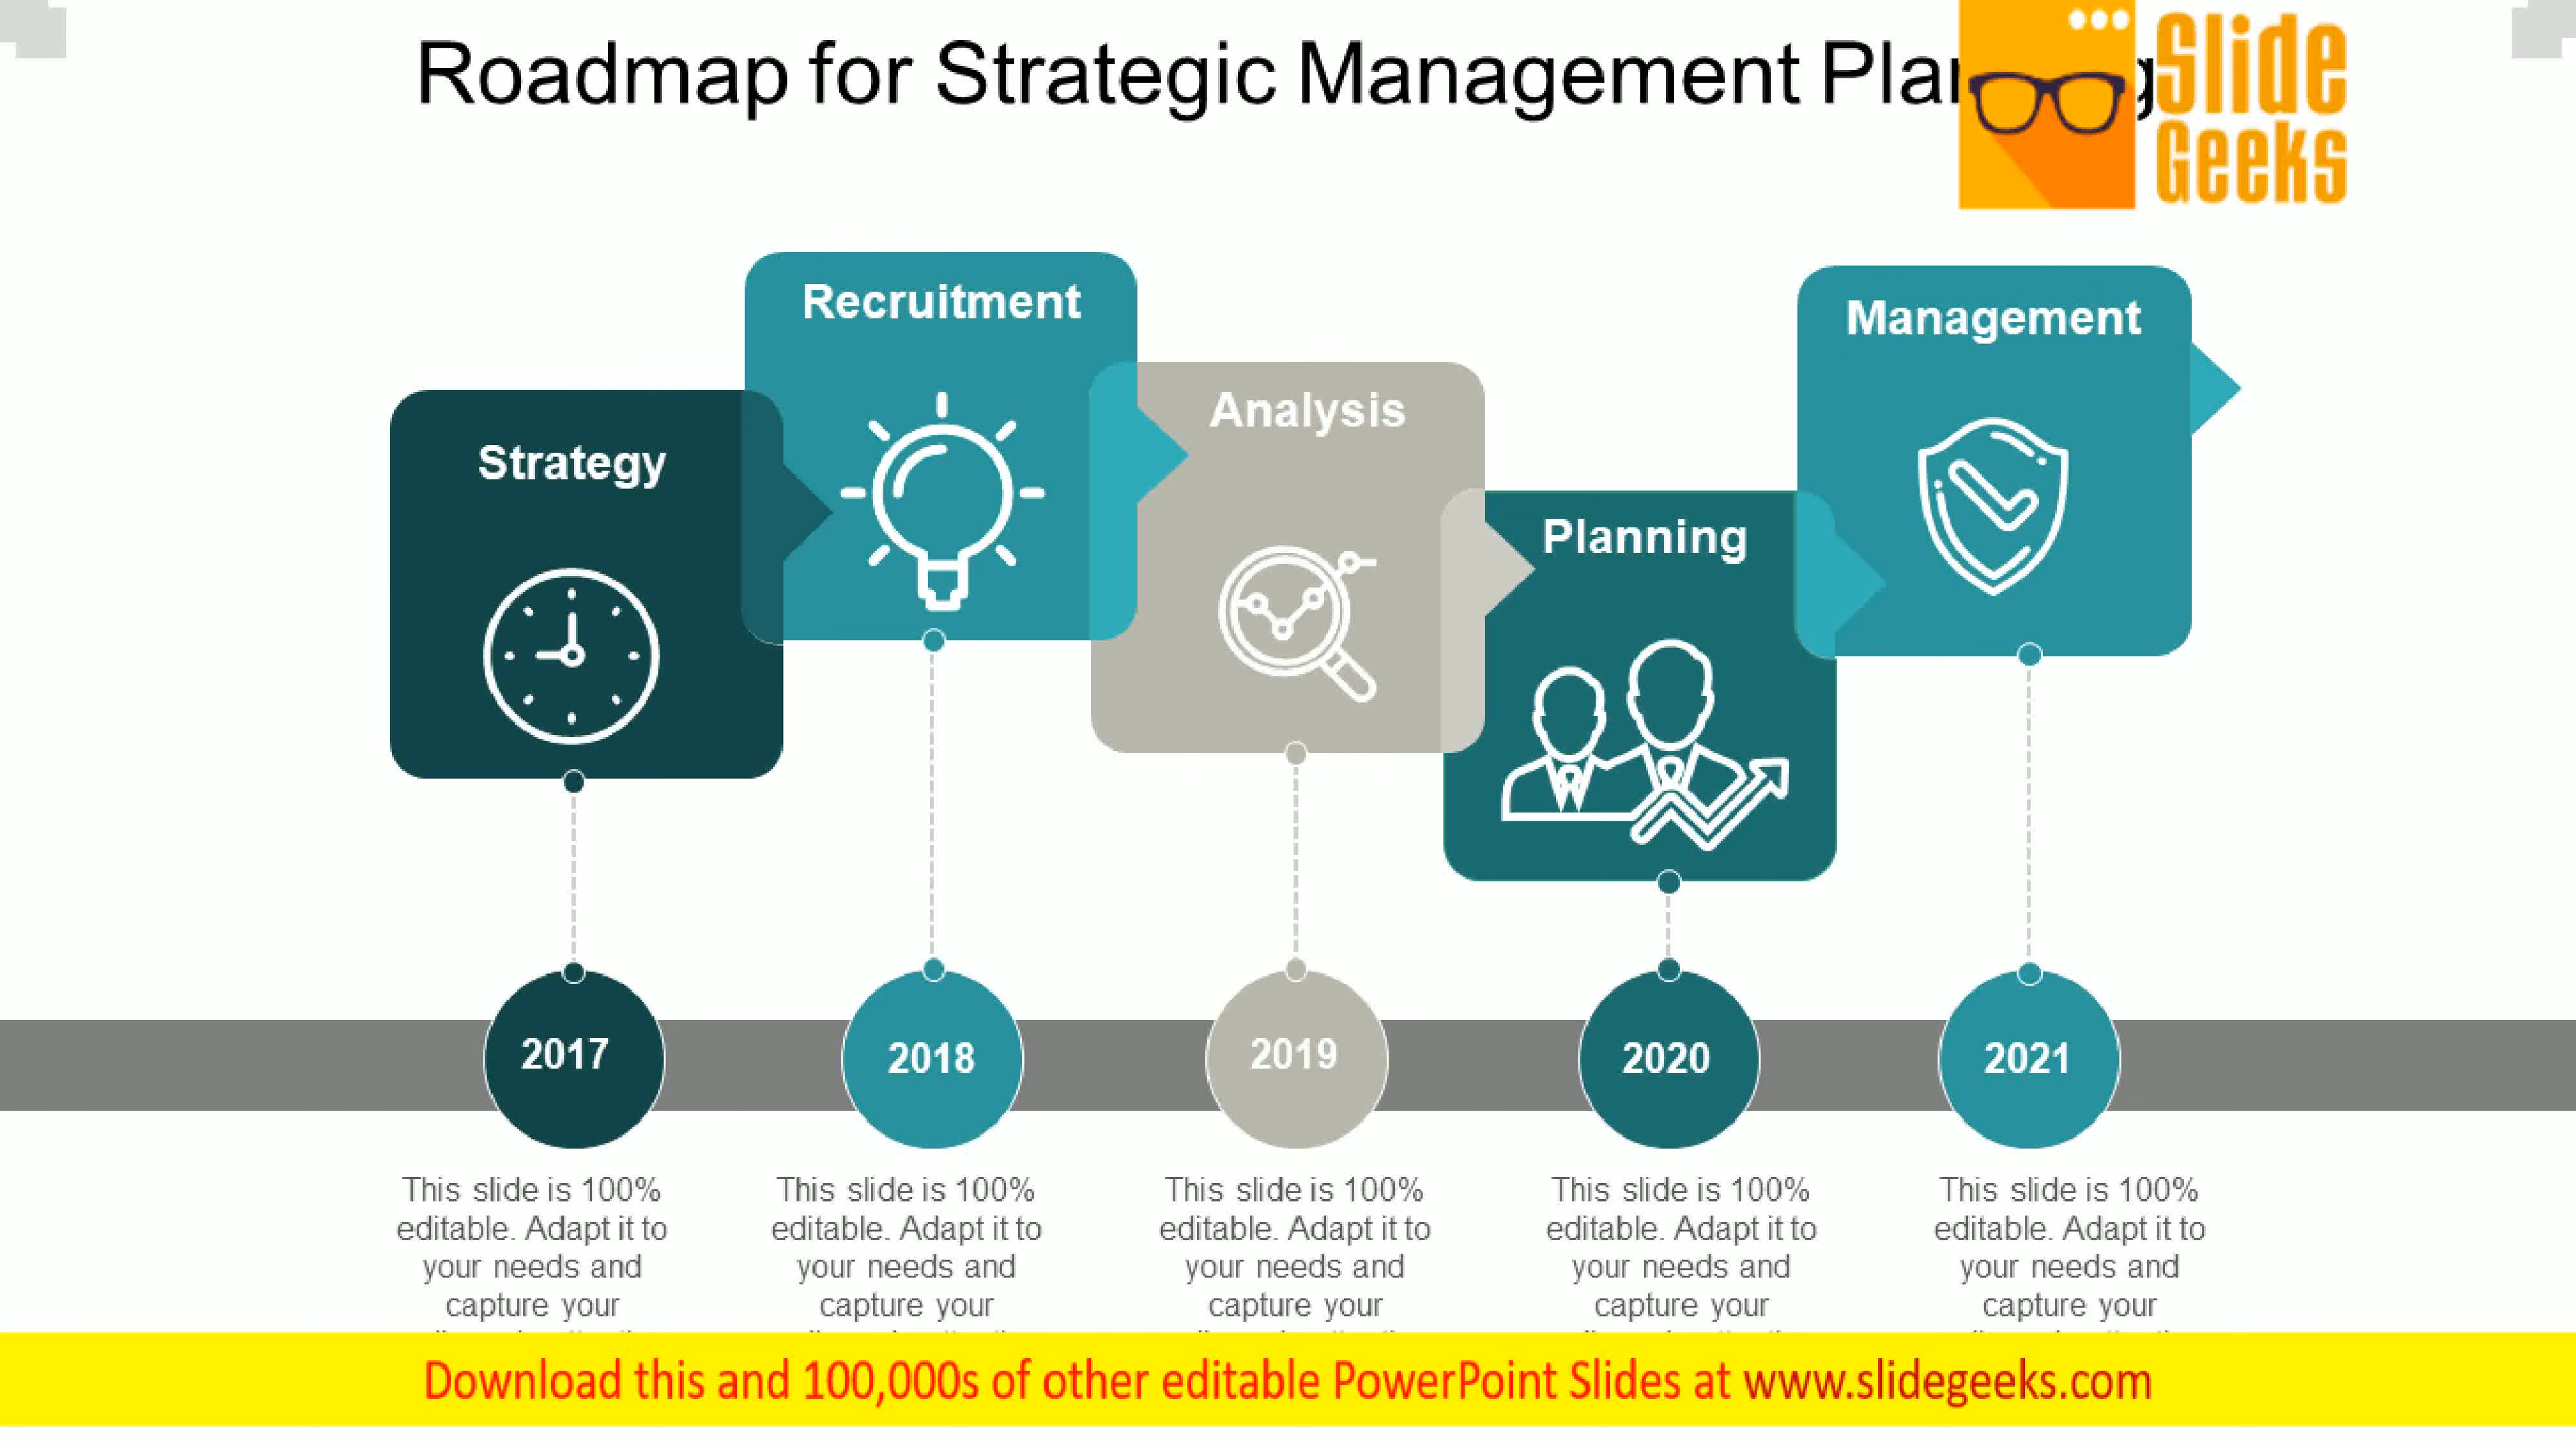 Roadmap for Strategic Management
Slide
Geeks
Recruitment
Management
Analysis
Strategy
Planning
2017
2018
2019
2020
2021
This slide is 100%
editable. Adapt it to
your needs and
capture your
This slide is 100%
editable. Adapt it to
your needs and
capture your
This slide is 100%
editable. Adapt it to
your needs and
capture your
This slide is 100%
editable. Adapt it to
your needs and
capture your
This slide is 100%
editable. Adapt it to
your needs and
capture your
Download this and 100,000s of other editable PowerPoint Slides at www.slidegeeks.com